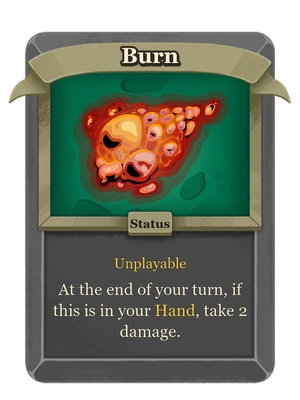 Burn
Status
Unplayable
At the end of your turn, if
this is in your Hand, take 2
damage.